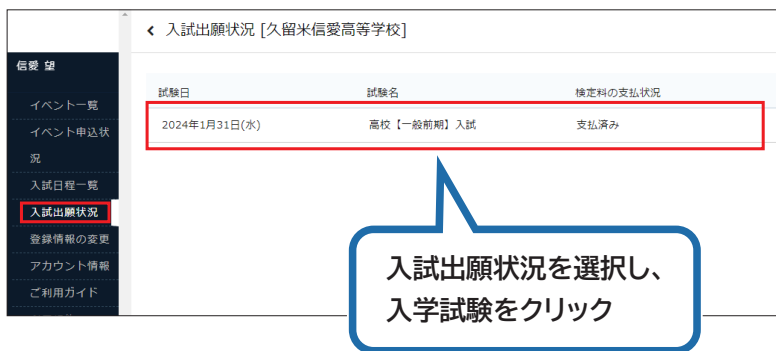 入試出願状況 [久留米信愛高等学校]
信愛 望
イベント一覧
イベント申込状
況
入試日程一覧
入試出願状況
登録情報の変更
アカウント情報
ご利用ガイド
試験日 試験名 検定料の支払状況
2024年1月31日(水) 高校【一般前期】入試 支払済み
入試出願状況を選択し、
入学試験をクリック